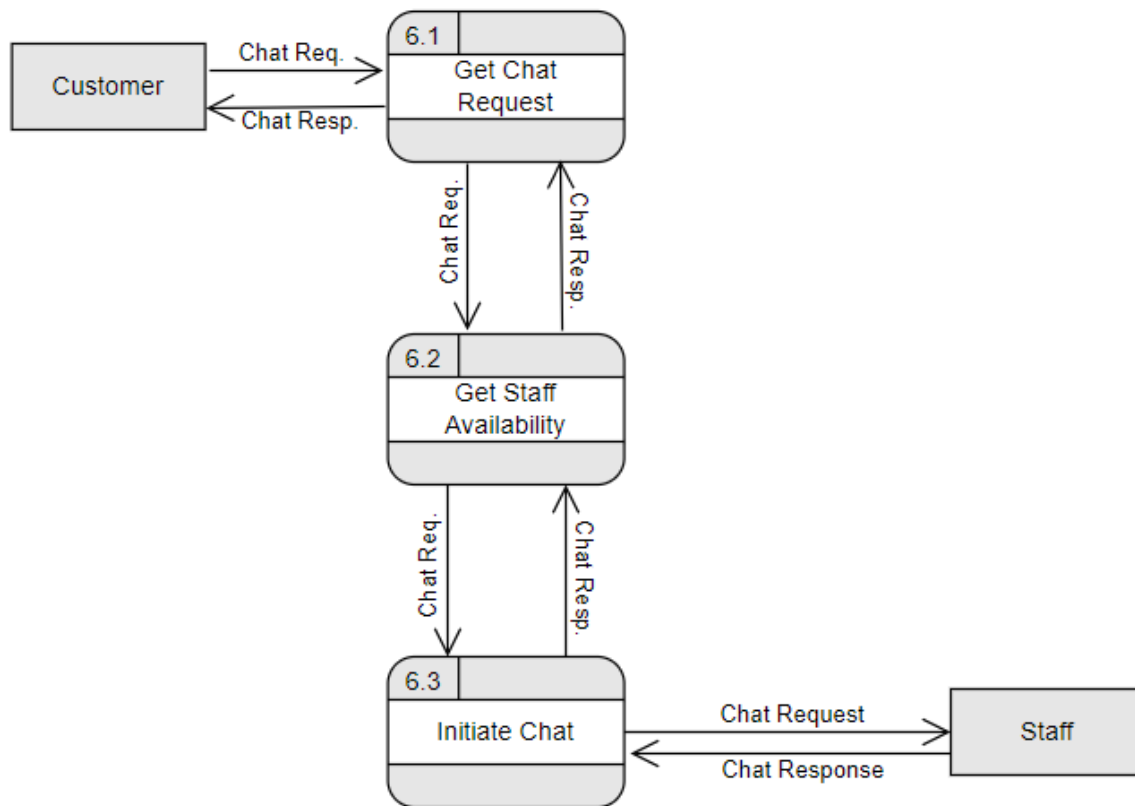 6.1
Chat Req.
Get Chat
Request
Customer
Chat Resp.
Chat Req.
Chat Resp.
6.2
Get Staff
Availability
Chat Req.
Chat Resp.
6.3
Chat Request
Initiate Chat
Staff
Chat Response